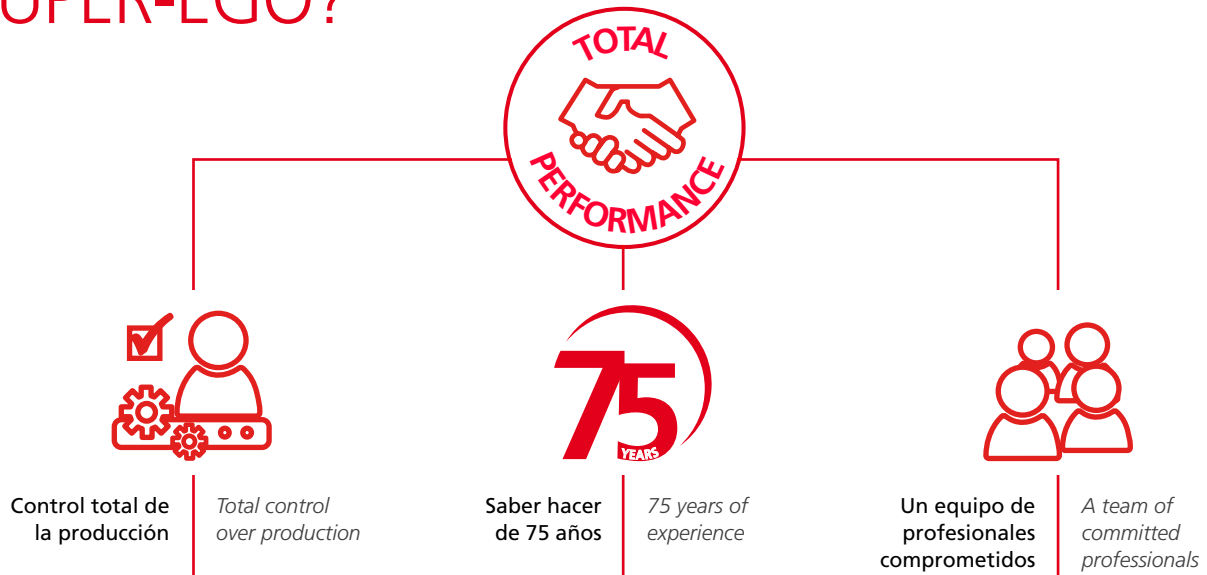 UPER-EGO?
TOTAL
PERFORMANCE
75
YEARS
Control total de
la producción
Total control
over production
Saber hacer
de 75 años
75 years of
experience
Un equipo de
profesionales
comprometidos
A team of
committed
professionals